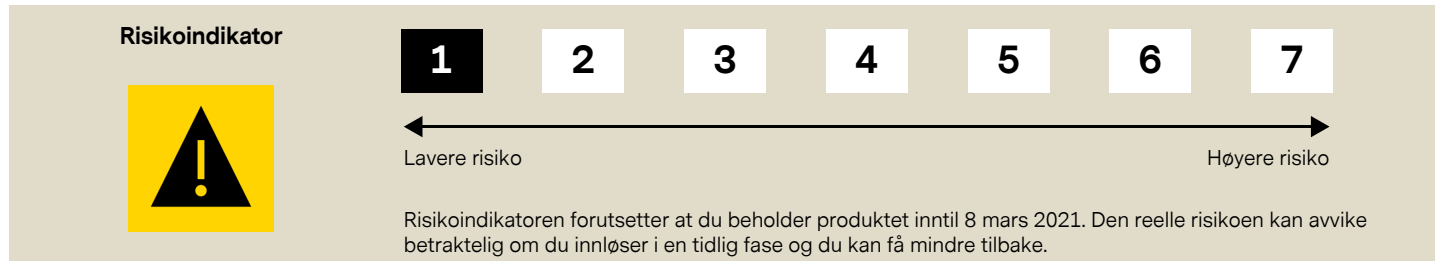 Risikoindikator
1 2 3 4 5 6 7
Lavere risiko Høyere risiko
Risikoindikatoren forutsetter at du beholder produktet inntil 8 mars 2021. Den reelle risikoen kan avvike
betraktelig om du innløser i en tidlig fase og du kan få mindre tilbake.